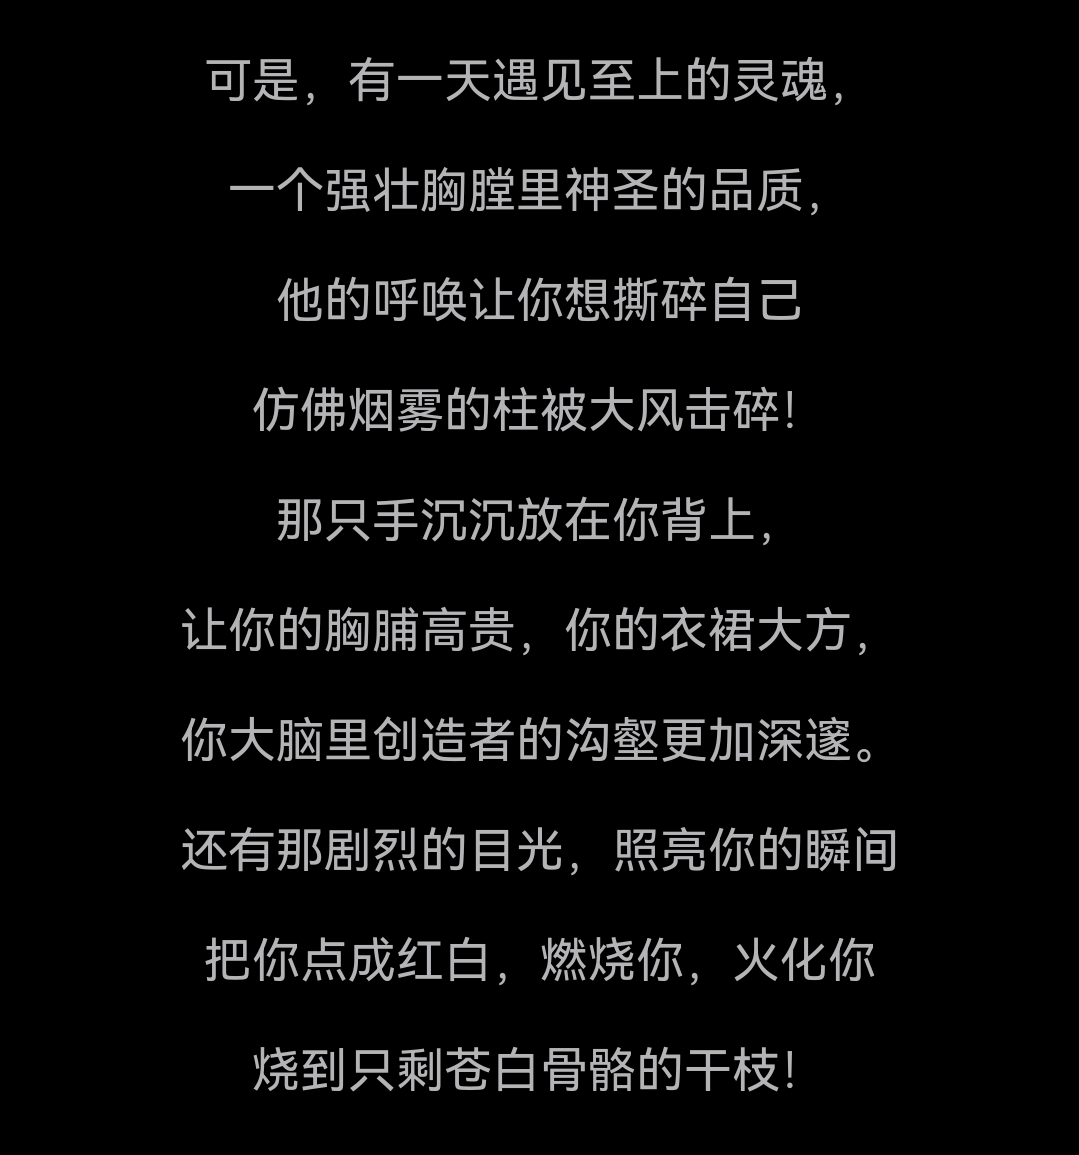 可是，有一天遇见至上的灵魂，
一个强壮胸膛里神圣的品质，
他的呼唤让你想撕碎自己
仿佛烟雾的柱被大风击碎！
那只手沉沉放在你背上，
让你的胸脯高贵，你的衣裙大方，
你大脑里创造者的沟壑更加深邃。
还有那剧烈的目光，照亮你的瞬间
把你点成红白，燃烧你，火化你
烧到只剩苍白骨骼的干枝！